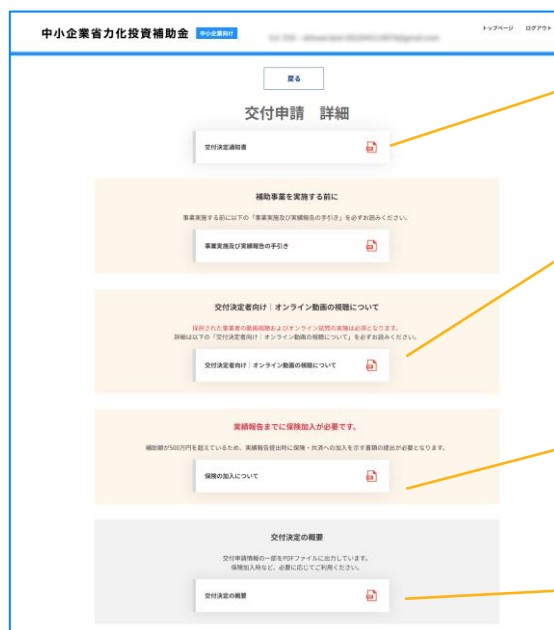 中小企業省力化投資補助金 中小企業向け
トップページ ログアウト
戻る
交付申請 詳細
交付決定通知書
補助事業を実施する前に
事業実施する前に以下の「事業実施及び実績報告の手引き」を必ずお読みください。
事業実施及び実績報告の手引き
交付決定者向け｜オンライン動画の視聴について
採択された事業者の動画視聴およびオンライン試問の実施は必須となります。
詳細は以下の「交付決定者向け｜オンライン動画の視聴について」を必ずお読みください。
交付決定者向け｜オンライン動画の視聴について
実績報告までに保険加入が必要です。
補助額が500万円を超えているため、実績報告提出時に保険・共済への加入を示す書類の提出が必要となります。
保険の加入について
交付決定の概要
交付申請情報の一部をPDFファイルに出力しています。
保険加入時など、必要に応じてご利用ください。
交付決定の概要